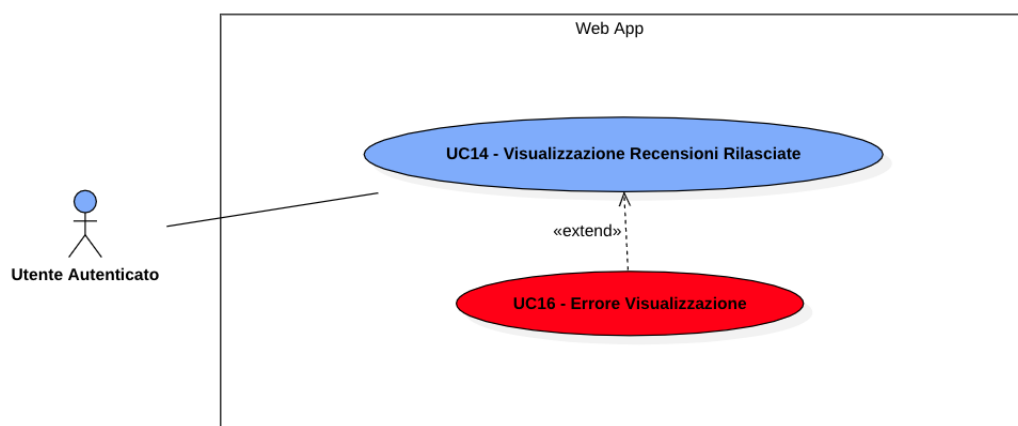 Web App
UC14 - Visualizzazione Recensioni Rilasciate
«extend»
Utente Autenticato
UC16 - Errore Visualizzazione